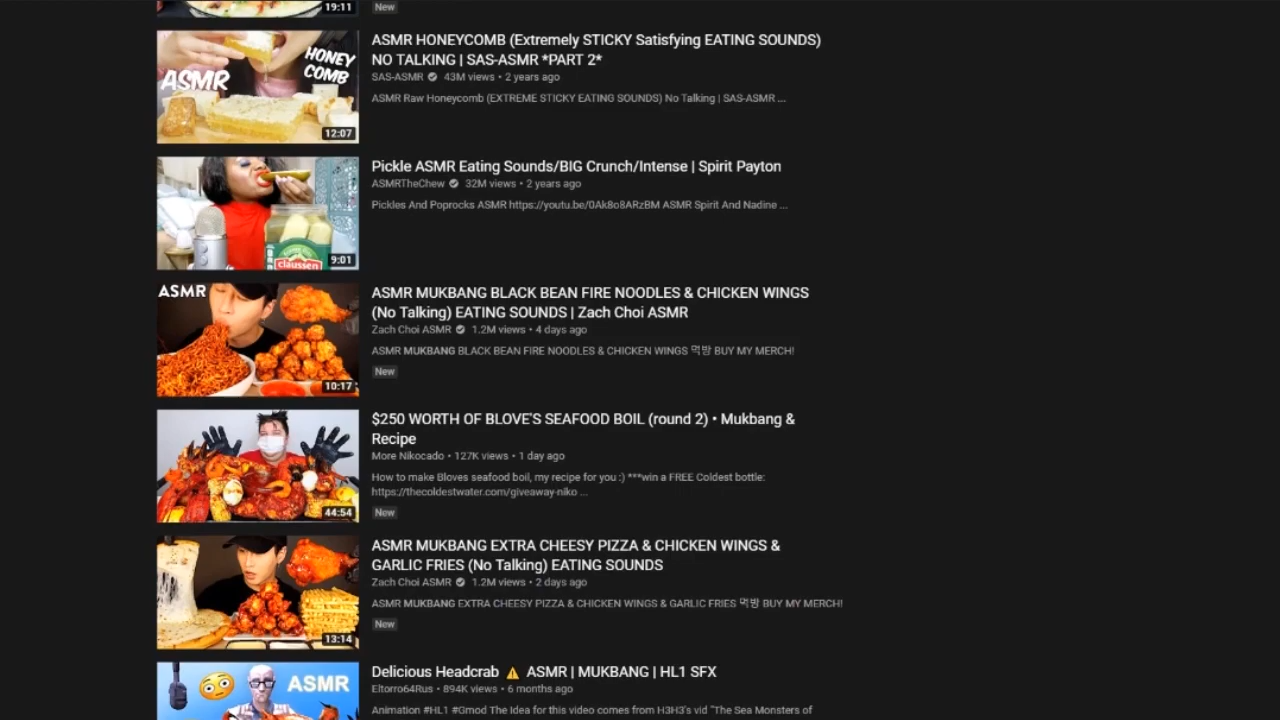 19:11
New
ASMR
HONEY
COMB
12:07
ASMR HONEYCOMB (Extremely STICKY Satisfying EATING SOUNDS)
NO TALKING | SAS-ASMR *PART 2*
SAS-ASMR 43M views • 2 years ago
ASMR Raw Honeycomb (EXTREME STICKY EATING SOUNDS) No Talking | SAS-ASMR ...
claussen
9:01
Pickle ASMR Eating Sounds/BIG Crunch/Intense | Spirit Payton
ASMRTheChew 32M views • 2 years ago
Pickles And Poprocks ASMR https://youtu.be/0Ak8o8ARzBM ASMR Spirit And Nadine ...
ASMR
10:17
ASMR MUKBANG BLACK BEAN FIRE NOODLES & CHICKEN WINGS
(No Talking) EATING SOUNDS | Zach Choi ASMR
Zach Choi ASMR 1.2M views • 4 days ago
ASMR MUKBANG BLACK BEAN FIRE NOODLES & CHICKEN WINGS 먹방 BUY MY MERCH!
New
44:54
$250 WORTH OF BLOVE'S SEAFOOD BOIL (round 2) • Mukbang &
Recipe
More Nikocado • 127K views • 1 day ago
How to make Bloves seafood boil, my recipe for you :) ***win a FREE Coldest bottle:
https://thecoldestwater.com/giveaway-niko ...
New
13:14
ASMR MUKBANG EXTRA CHEESY PIZZA & CHICKEN WINGS &
GARLIC FRIES (No Talking) EATING SOUNDS
Zach Choi ASMR 1.2M views • 2 days ago
ASMR MUKBANG EXTRA CHEESY PIZZA & CHICKEN WINGS & GARLIC FRIES 먹방 BUY MY MERCH!
New
ASMR
Delicious Headcrab ⚠ ASMR | MUKBANG | HL1 SFX
Eltorro64Rus • 894K views • 6 months ago
Animation #HL1 #Gmod The Idea for this video comes from H3H3's vid "The Sea Monsters of